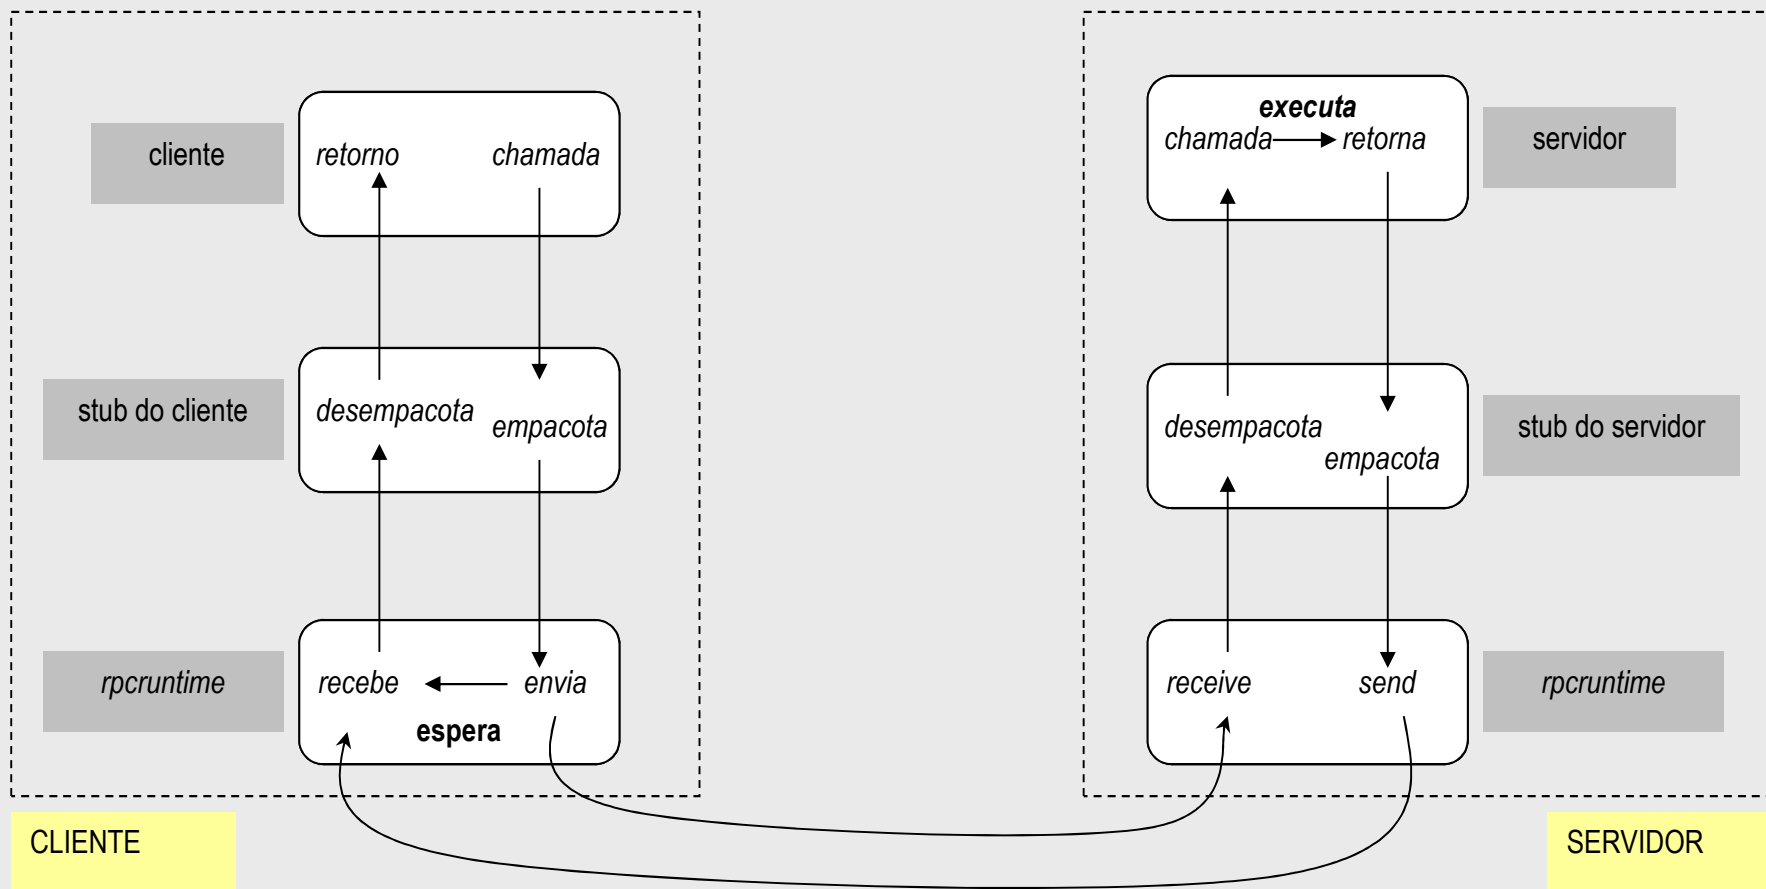 cliente
retorno
chamada
stub do cliente
desempacota
empacota
rpcruntime
recebe
envia
espera
CLIENTE
executa
chamada
retorna
servidor
desempacota
empacota
stub do servidor
receive
send
rpcruntime
SERVIDOR